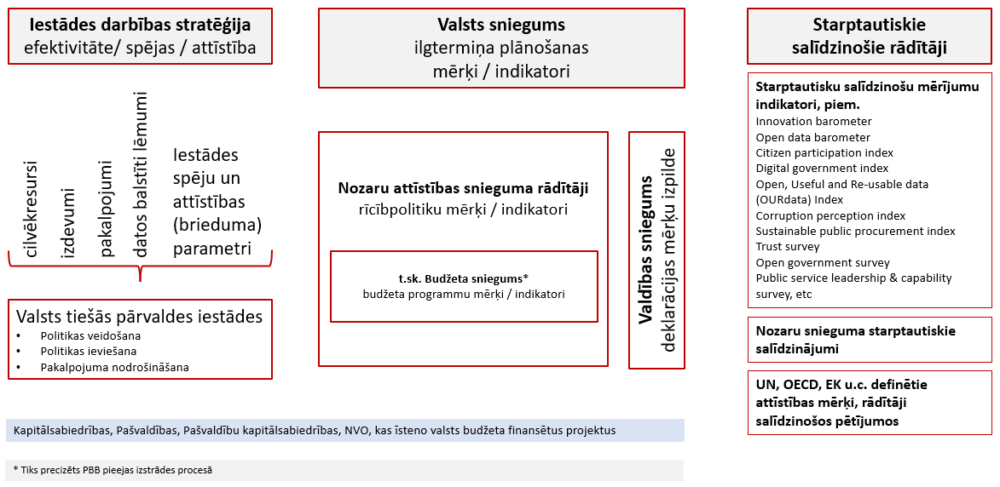 Iestādes darbības stratēģija
efektivitāte/ spējas / attīstība
cilvēkresursi
izdevumi
pakalpojumi
datos balstīti lēmumi
Iestādes
spēju un
attīstības
(brieduma)
parametri
Valsts tiešās pārvaldes iestādes
• Politikas veidošana
• Politikas ieviešana
• Pakalpojuma nodrošināšana
Valsts sniegums
ilgtermiņa plānošanas
mērķi / indikatori
Nozaru attīstības snieguma rādītāji
rīcībpolitiku mērķi / indikatori
t.sk. Budžeta sniegums*
budžeta programmu mērķi / indikatori
Valdības sniegums
deklarācijas mērķu izpilde
Starptautiskie
salīdzinošie rādītāji
Starptautisku salīdzinošu mērījumu
indikatori, piem.
Innovation barometer
Open data barometer
Citizen participation index
Digital government index
Open, Useful and Re-usable data
(OURdata) Index
Corruption perception index
Sustainable public procurement index
Trust survey
Open government survey
Public service leadership & capability
survey, etc
Nozaru snieguma starptautiskie
salīdzinājumi
UN, OECD, EK u.c. definētie
attīstības mērķi, rādītāji
salīdzinošos pētījumos
Kapitālsabiedrības, Pašvaldības, Pašvaldību kapitālsabiedrības, NVO, kas īsteno valsts budžeta finansētus projektus
* Tiks precizēts PBB pieejas izstrādes procesā